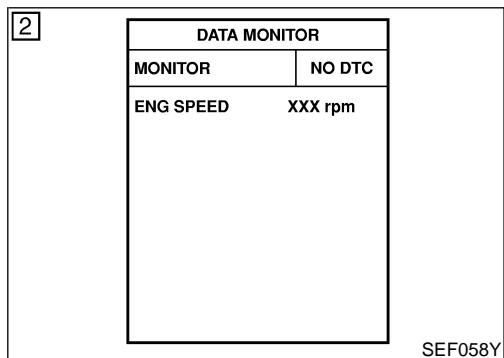 2
DATA MONITOR
MONITOR NO DTC
ENG SPEED XXX rpm
SEF058Y